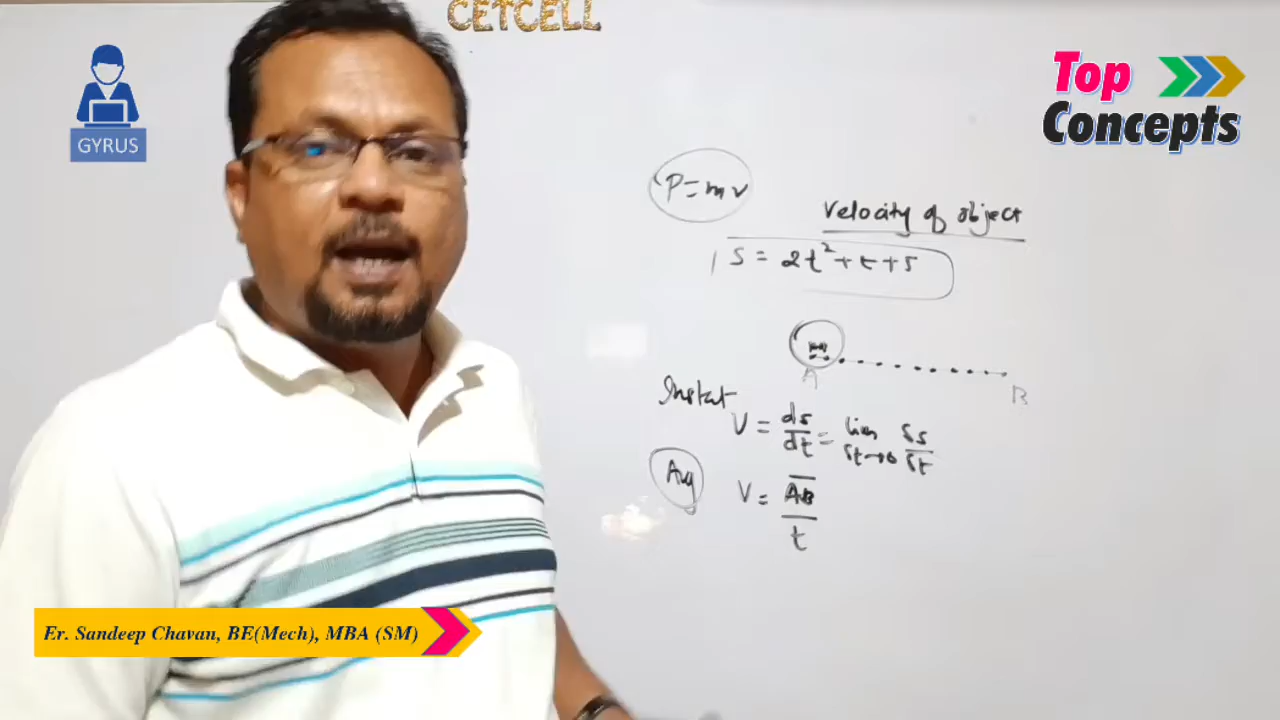 CETCELL
GYRUS
Top
Concepts
P=mv
Velocity of object
S = 2t²+t+5
A
B
Instat
V = ds/dt = lim δt→0 δs/δt
Avg
V = AB/t
Er. Sandeep Chavan, BE(Mech), MBA (SM)